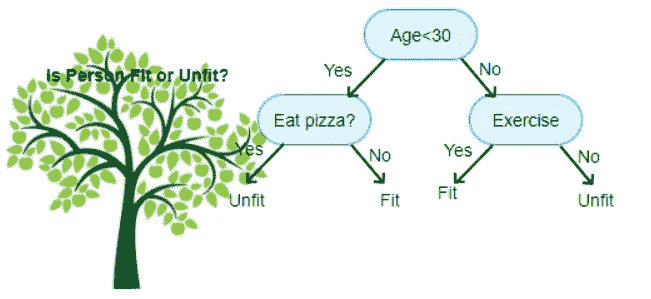 Age<30
Is Person Fit or Unfit?
Yes
No
Eat pizza?
Exercise
Yes
No
Yes
No
Unfit
Fit
Fit
Unfit